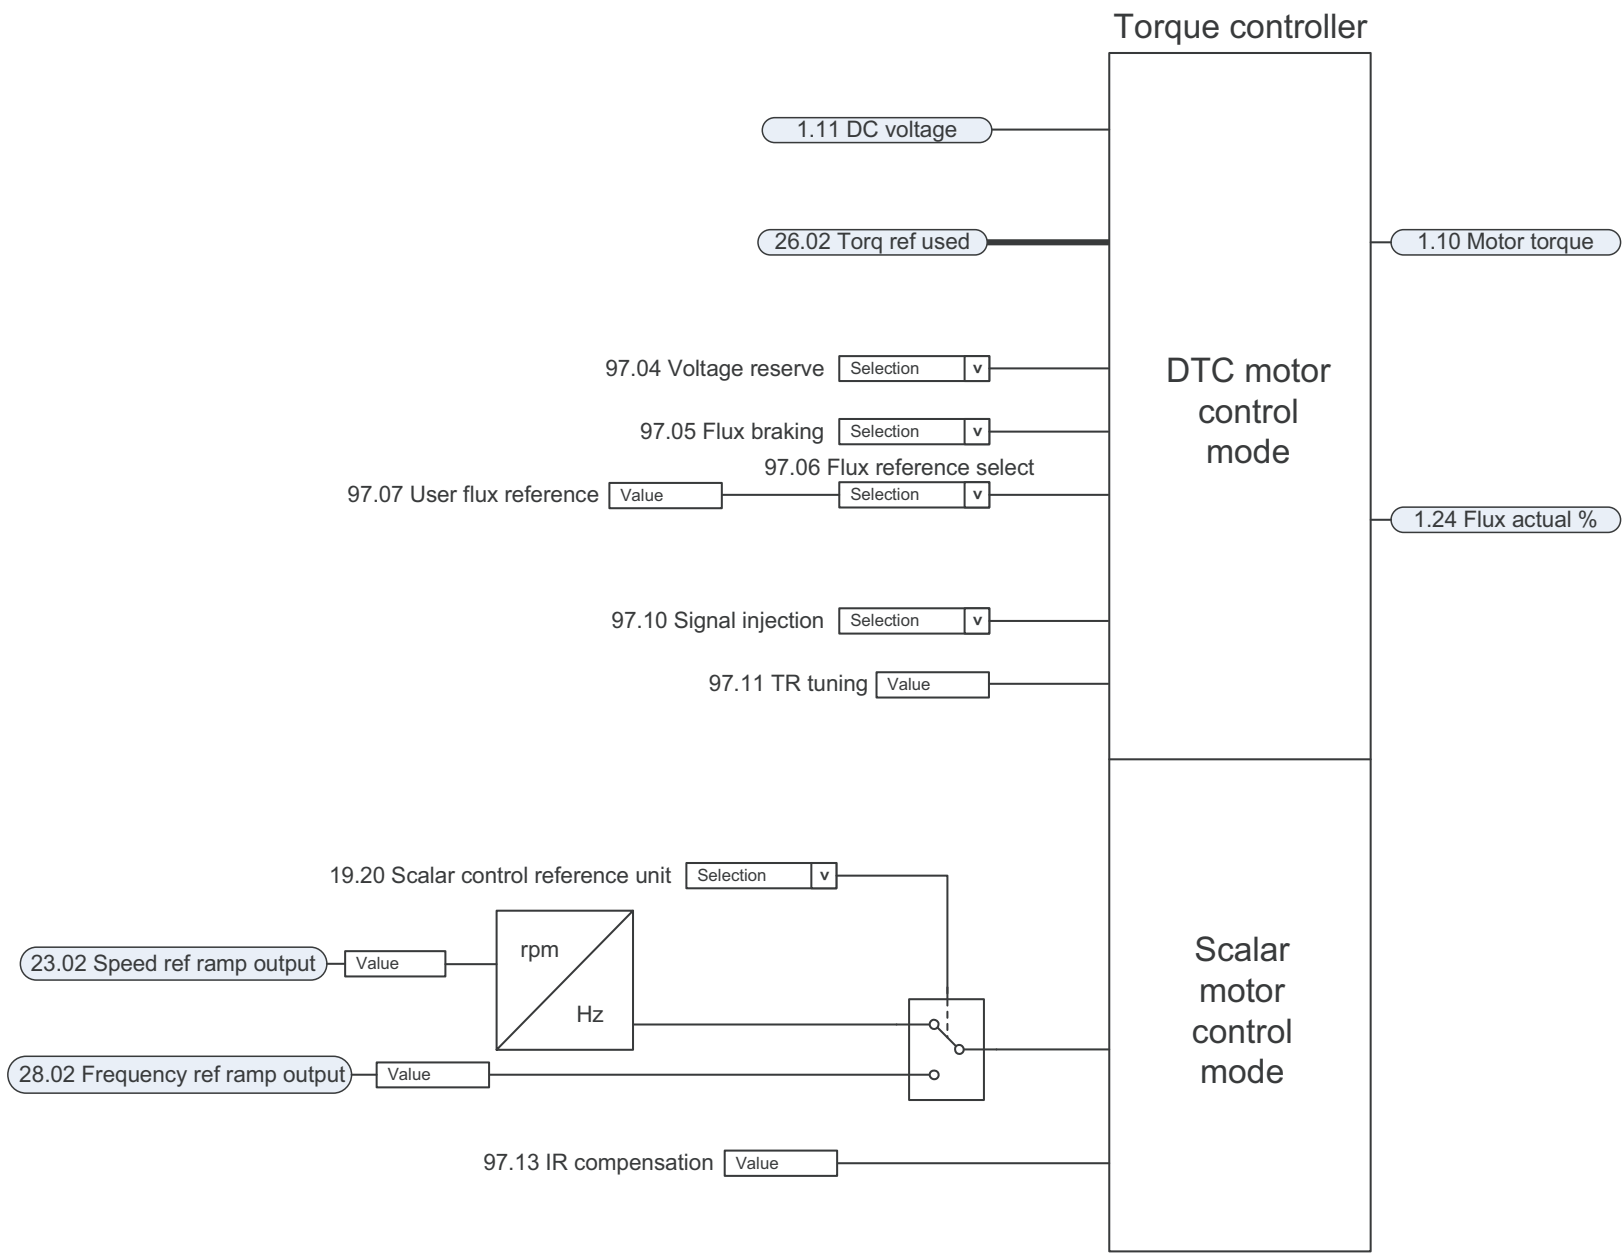 Torque controller
1.11 DC voltage
26.02 Torq ref used
1.10 Motor torque
97.04 Voltage reserve Selection v
DTC motor
control
mode
97.05 Flux braking Selection v
97.06 Flux reference select
97.07 User flux reference Value Selection v
1.24 Flux actual %
97.10 Signal injection Selection v
97.11 TR tuning Value
19.20 Scalar control reference unit Selection v
rpm
23.02 Speed ref ramp output Value
Hz
Scalar
motor
control
mode
28.02 Frequency ref ramp output Value
97.13 IR compensation Value